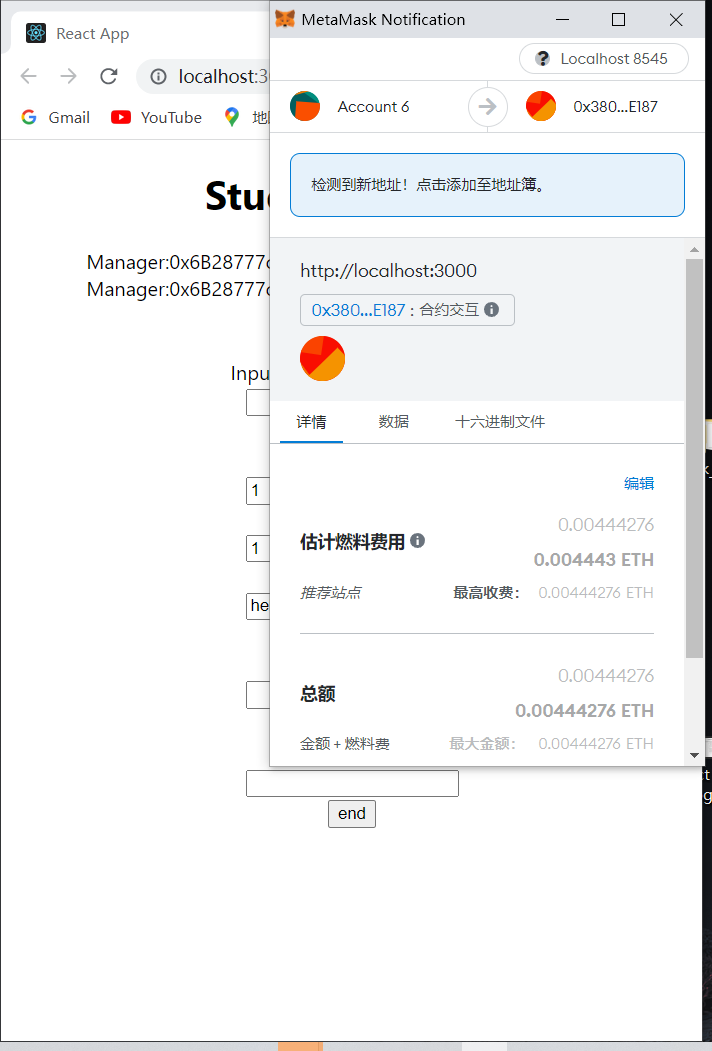 MetaMask Notification
React App
Localhost 8545
localhost:3
Account 6
0x380...E187
Gmail
YouTube
检测到新地址！点击添加至地址簿。
Stu
http://localhost:3000
Manager:0x6B28777
Manager:0x6B28777
0x380...E187 : 合约交互
Inpu
详情
数据
十六进制文件
编辑
1
0.00444276
估计燃料费用
0.004443 ETH
1
推荐站点
最高收费：
0.00444276 ETH
he
0.00444276
总额
0.00444276 ETH
金额 + 燃料费
最大金额：
0.00444276 ETH
end